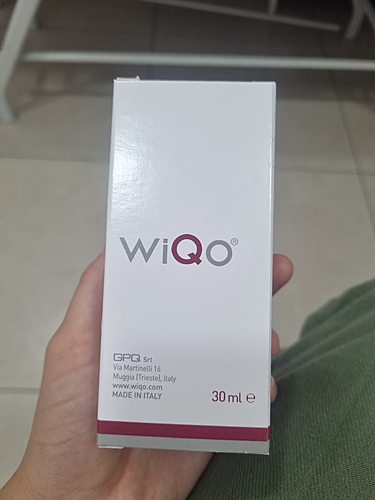 WiQo®
GPQ Srl
Via Martinelli 16
Muggia (Trieste), Italy
www.wiqo.com
MADE IN ITALY
30 ml ℮